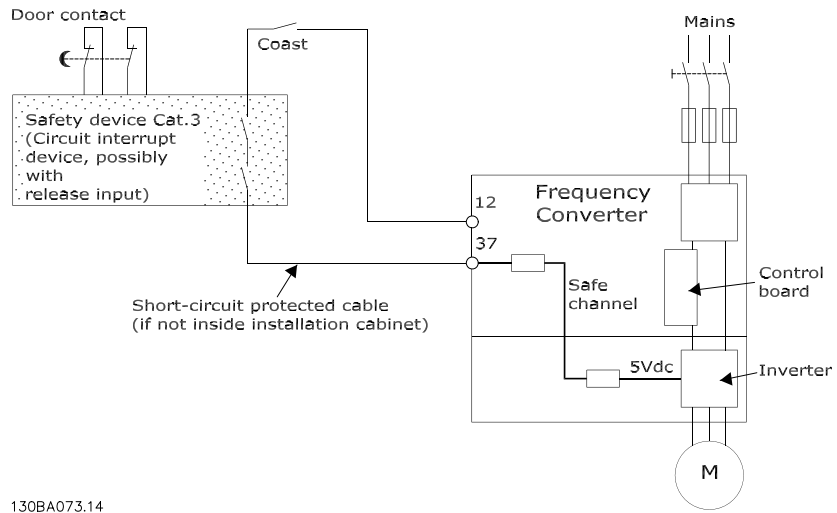 Door contact
Coast
Mains
Safety device Cat.3
(Circuit interrupt
device, possibly
with
release input)
12
Frequency
Converter
37
Safe
channel
Control
board
Short-circuit protected cable
(if not inside installation cabinet)
5Vdc
Inverter
M
130BA073.14